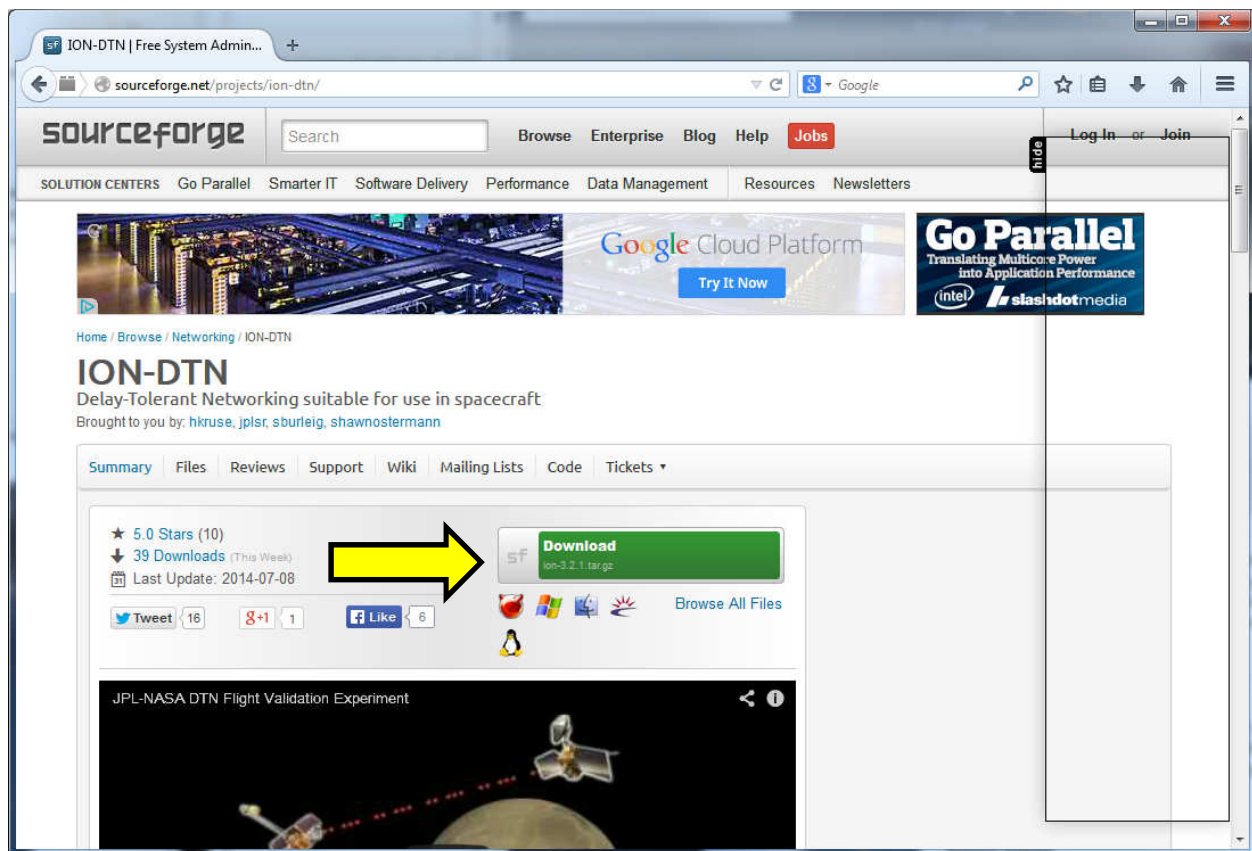 sf ION-DTN | Free System Admin... +
sourceforge.net/projects/ion-dtn/ Google
sourceforge Search Browse Enterprise Blog Help Jobs Log In or Join
hide
SOLUTION CENTERS Go Parallel Smarter IT Software Delivery Performance Data Management Resources Newsletters
Google Cloud Platform
Try It Now
Go Parallel
Translating Multicore Power
into Application Performance
(intel) slashdotmedia
Home / Browse / Networking / ION-DTN
ION-DTN
Delay-Tolerant Networking suitable for use in spacecraft
Brought to you by: hkruse, jplsr, sburleig, shawnostermann
Summary Files Reviews Support Wiki Mailing Lists Code Tickets
5.0 Stars (10)
39 Downloads (This Week)
31 Last Update: 2014-07-08
Tweet 16 g+1 1 f Like 6
sf Download
ion-3.2.1.tar.gz
Browse All Files
JPL-NASA DTN Flight Validation Experiment